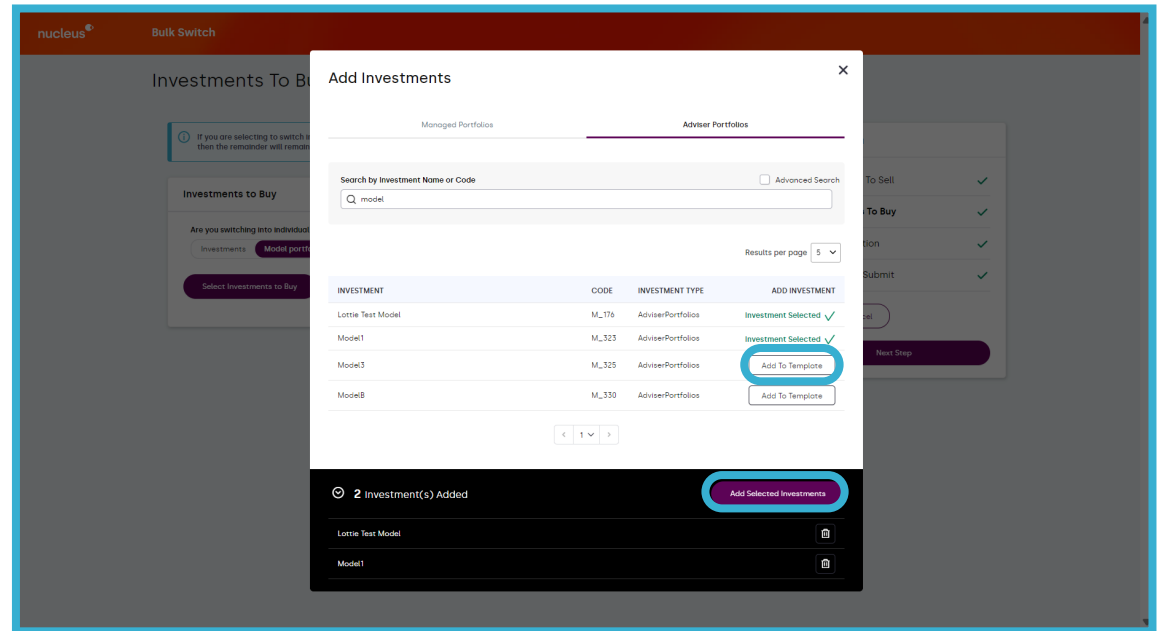 nucleus
Bulk Switch
Investments To B
Add Investments
Managed Portfolios
Adviser Portfolios
If you are selecting to switch
then the remainder will remain
Search by Investment Name or Code
Advanced Search
model
Investments to Buy
To Sell
To Buy
Are you switching into individual
Investments
Model portf
tion
Submit
Results per page 5
Select Investments to Buy
INVESTMENT CODE INVESTMENT TYPE ADD INVESTMENT
Lottie Test Model M_176 AdviserPortfolios Investment Selected
Model1 M_323 AdviserPortfolios Investment Selected
Model3 M_325 AdviserPortfolios Add To Template
ModelB M_330 AdviserPortfolios Add To Template
cel
Next Step
< 1 >
2 Investment(s) Added
Add Selected Investments
Lottie Test Model
Model1